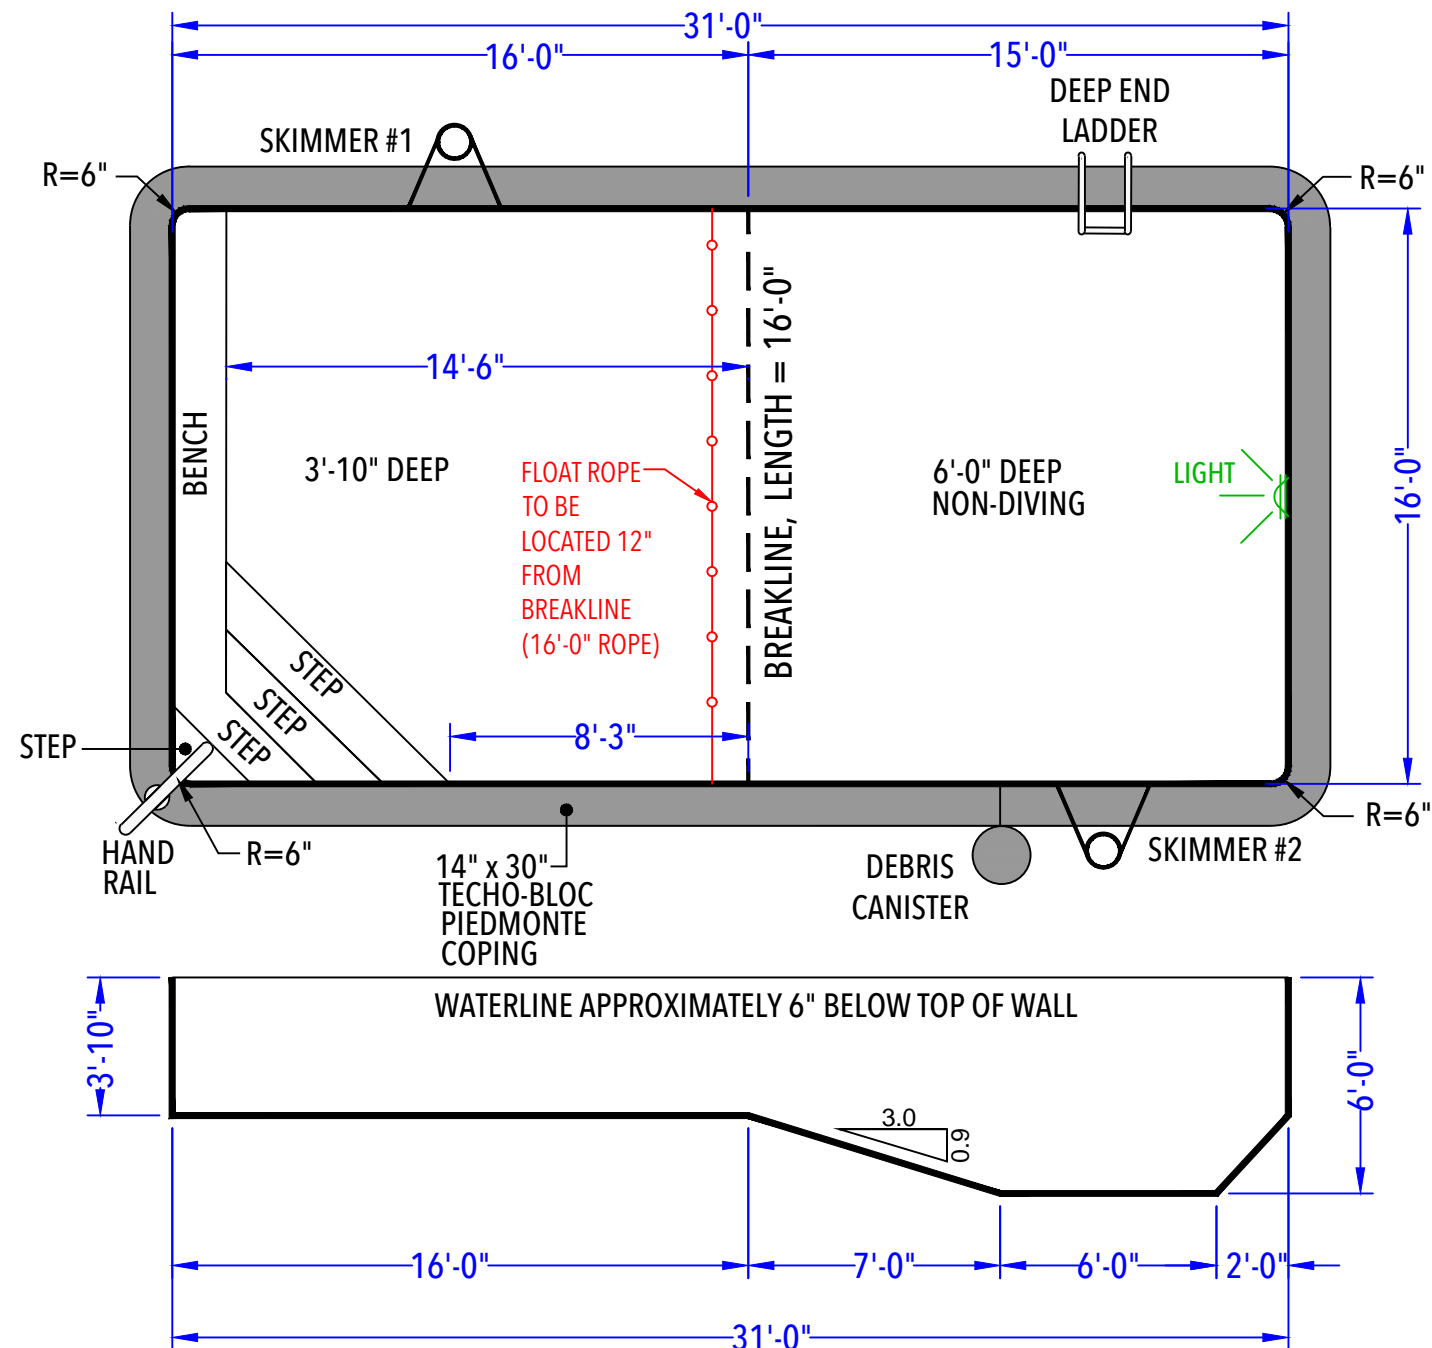 31'-0"
16'-0"
15'-0"
DEEP END
LADDER
SKIMMER #1
R=6"
R=6"
14'-6"
BENCH
3'-10" DEEP
FLOAT ROPE
TO BE
LOCATED 12"
FROM
BREAKLINE
(16'-0" ROPE)
BREAKLINE, LENGTH = 16'-0"
6'-0" DEEP
NON-DIVING
LIGHT
16'-0"
STEP
STEP
STEP
STEP
8'-3"
HAND
RAIL
R=6"
14" x 30"
TECHO-BLOC
PIEDMONTE
COPING
DEBRIS
CANISTER
SKIMMER #2
R=6"
WATERLINE APPROXIMATELY 6" BELOW TOP OF WALL
3'-10"
3.0
0.9
6'-0"
16'-0"
7'-0"
6'-0"
2'-0"
31'-0"